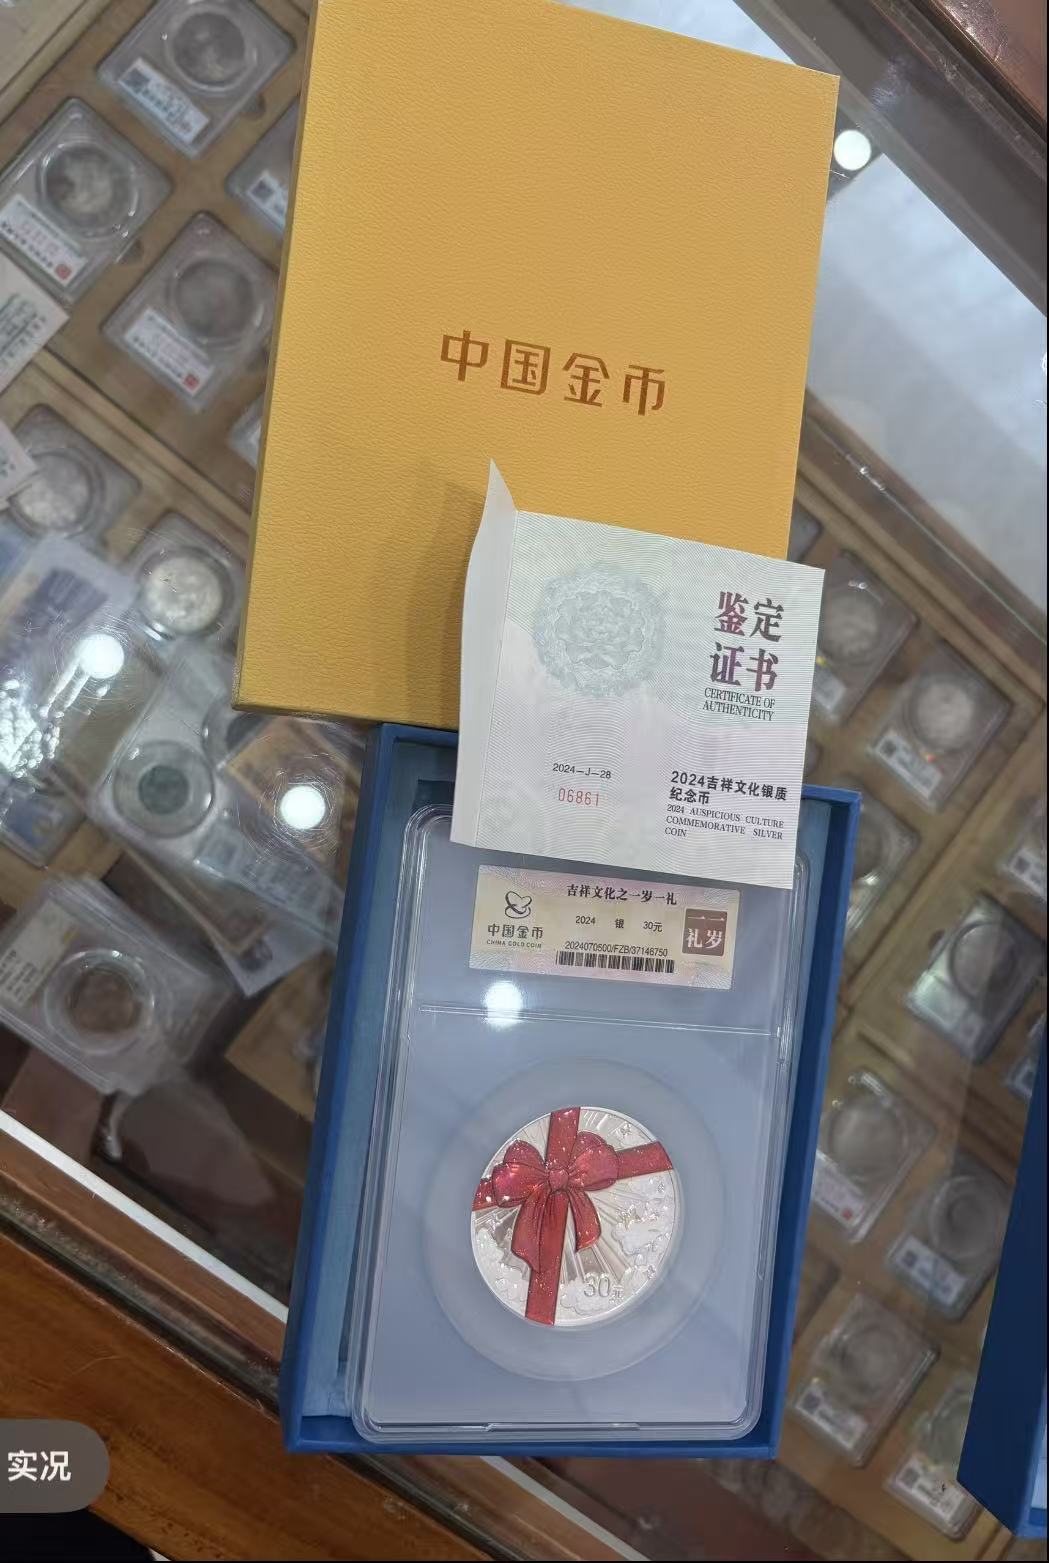 中国金币
鉴定
证书
CERTIFICATE OF
AUTHENTICITY
2024-J-28
06861
2024吉祥文化银质
纪念币
2024 AUSPICIOUS CULTURE
COMMEMORATIVE SILVER
COIN
吉祥文化之一岁一礼
中国金币
CHINA GOLD COIN
2024 银 30元
2024070500/FZB/37146750
一一
礼岁
30元
实况